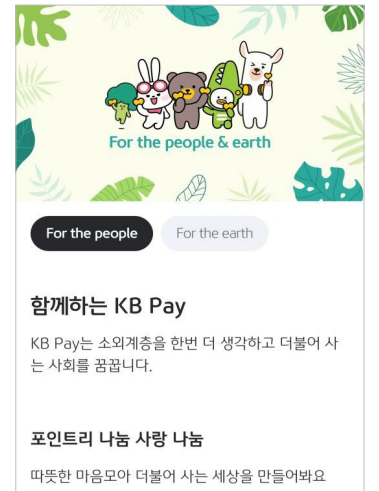 For the people & earth
For the people
For the earth
함께하는 KB Pay
KB Pay는 소외계층을 한번 더 생각하고 더불어 사
는 사회를 꿈꿉니다.
포인트리 나눔 사랑 나눔
따뜻한 마음모아 더불어 사는 세상을 만들어봐요